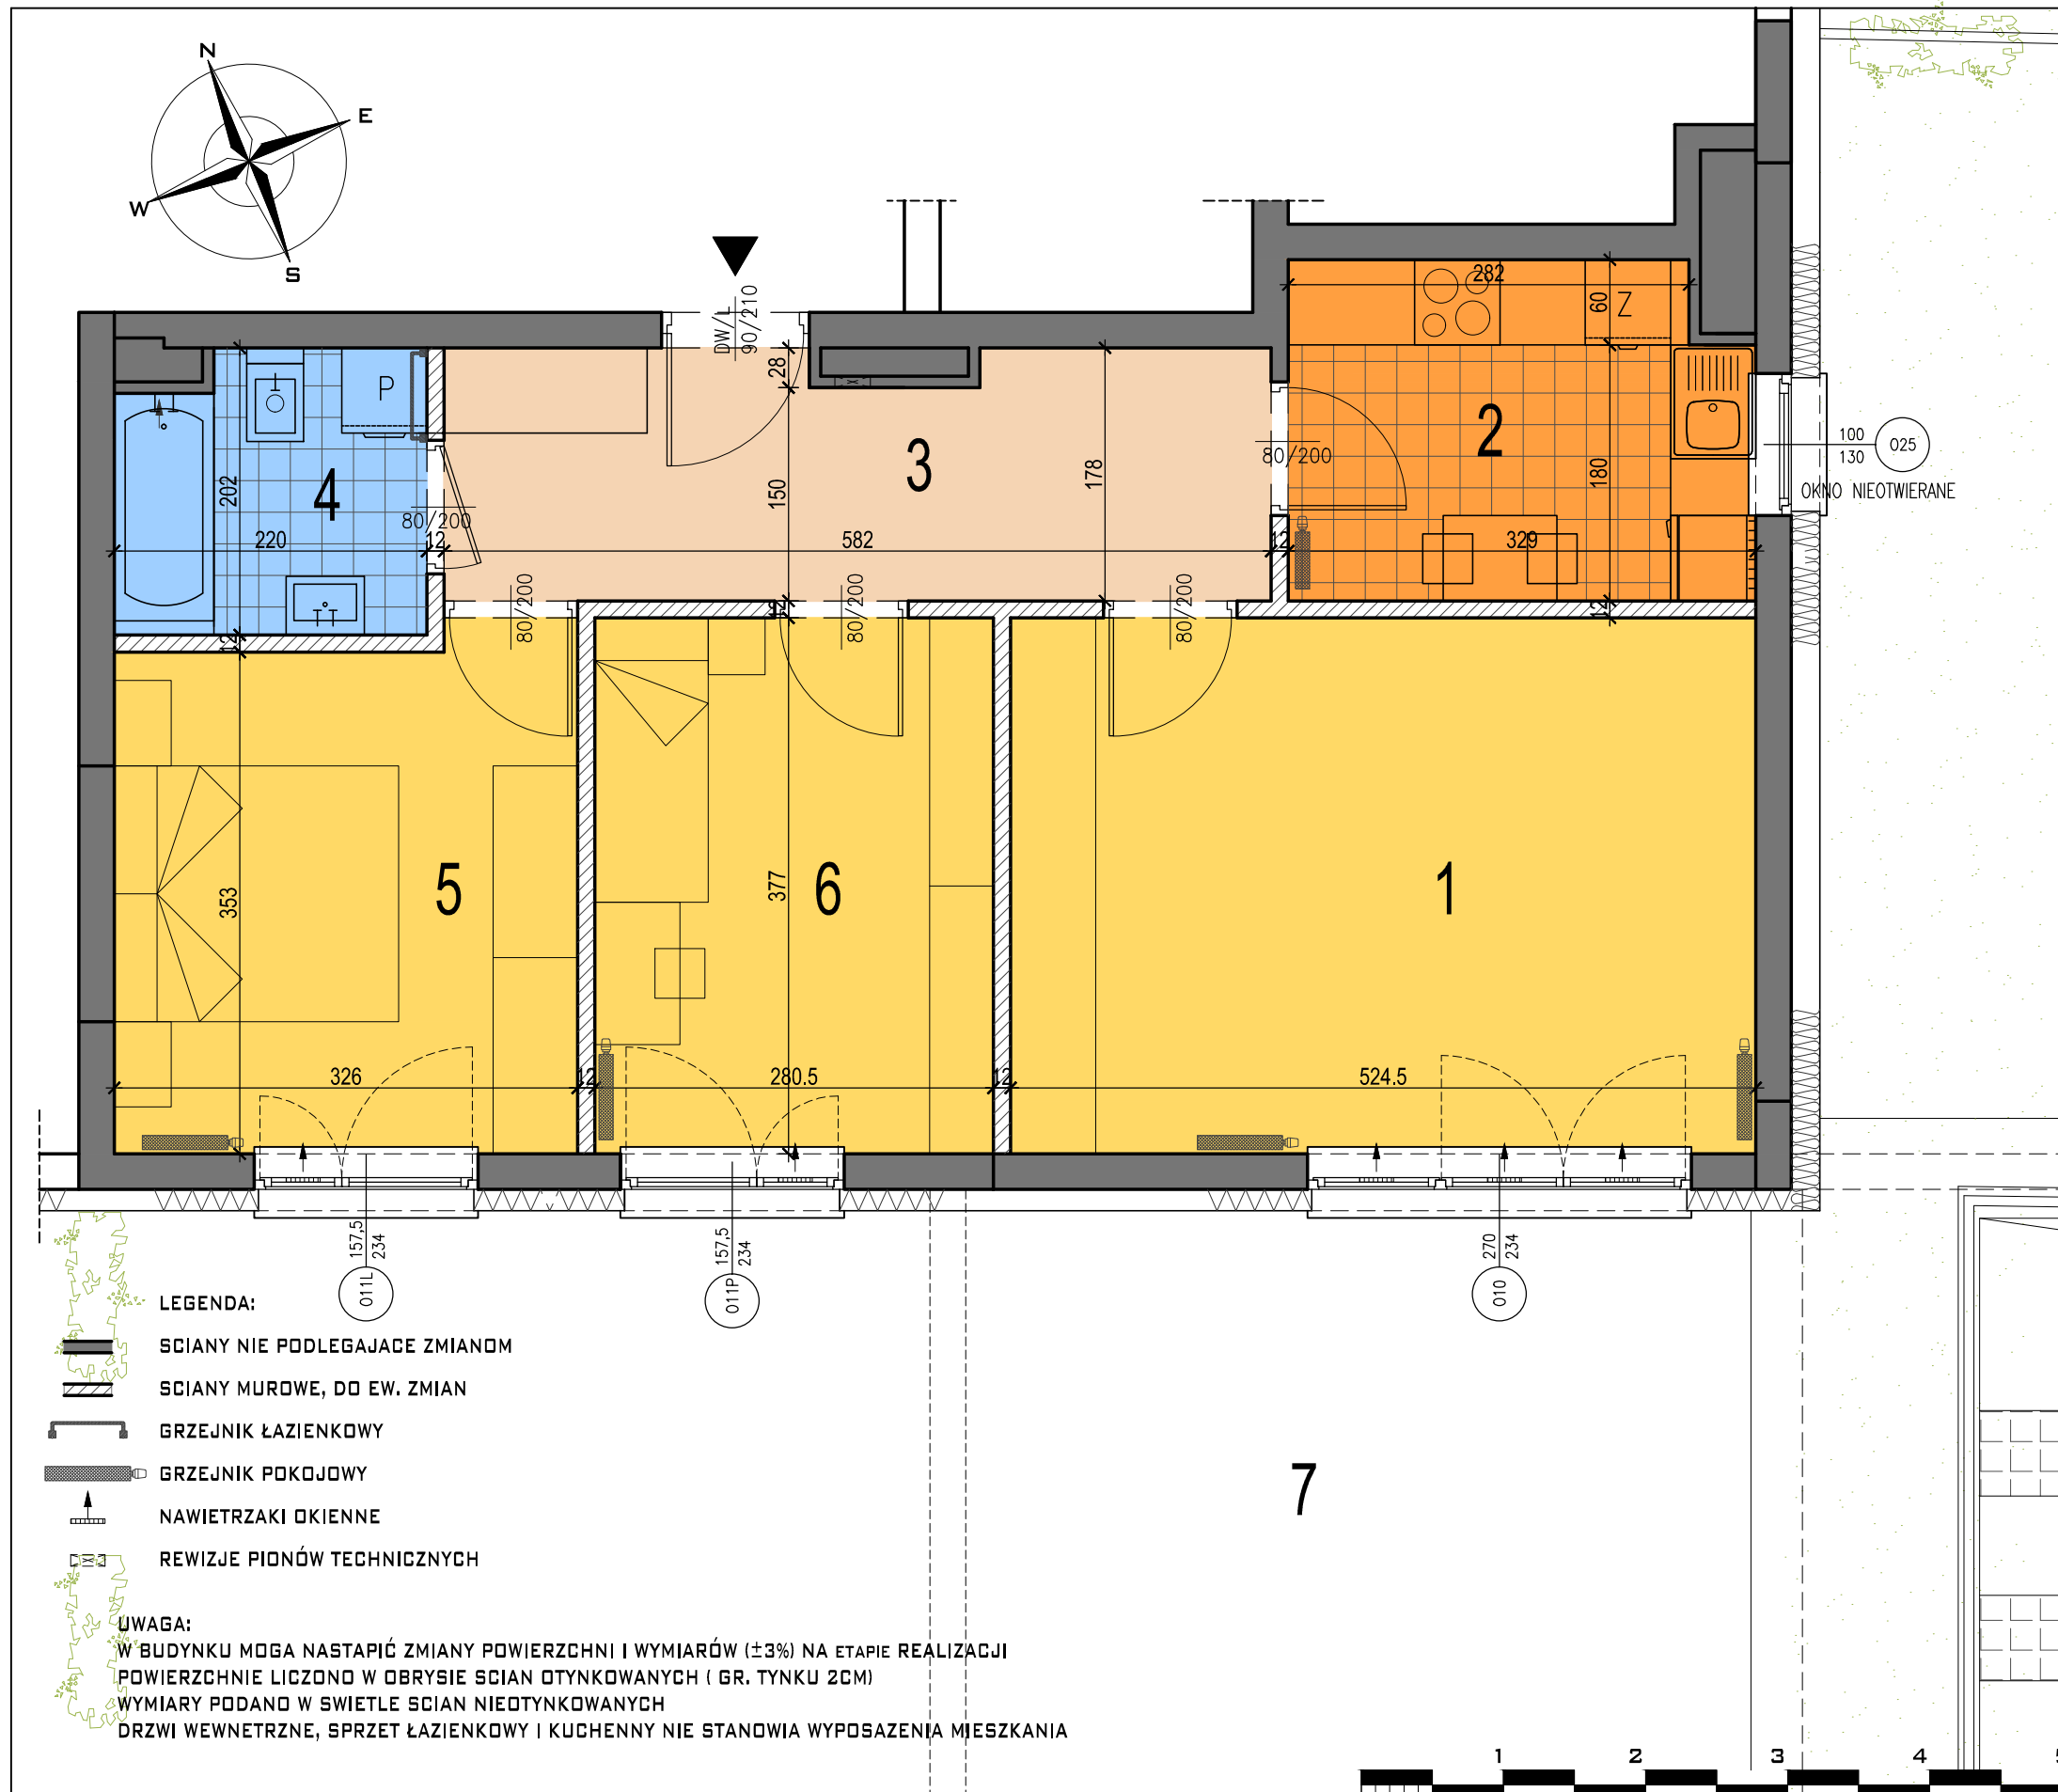 N
E
W
S
DW/L
90/210
282
60
Z
28
P
2
3
4
202
150
178
180
80/200
80/200
100
130
025
OKNO NIEOTWIERANE
220
12
582
12
329
80/200
12
80/200
80/200
12
12
353
5
377
6
1
326
12
280.5
12
524.5
157,5
234
011L
157,5
234
011P
270
234
010
LEGENDA:
SCIANY NIE PODLEGAJACE ZMIANOM
SCIANY MUROWE, DO EW. ZMIAN
GRZEJNIK ŁAZIENKOWY
GRZEJNIK POKOJOWY
NAWIETRZAKI OKIENNE
REWIZJE PIONÓW TECHNICZNYCH
7
UWAGA:
W BUDYNKU MOGA NASTAPIĆ ZMIANY POWIERZCHNI I WYMIARÓW (±3%) NA ETAPIE REALIZACJI
POWIERZCHNIE LICZONO W OBRYSIE SCIAN OTYNKOWANYCH ( GR. TYNKU 2CM)
WYMIARY PODANO W SWIETLE SCIAN NIEOTYNKOWANYCH
DRZWI WEWNETRZNE, SPRZET ŁAZIENKOWY I KUCHENNY NIE STANOWIA WYPOSAZENIA MIESZKANIA
1 2 3 4